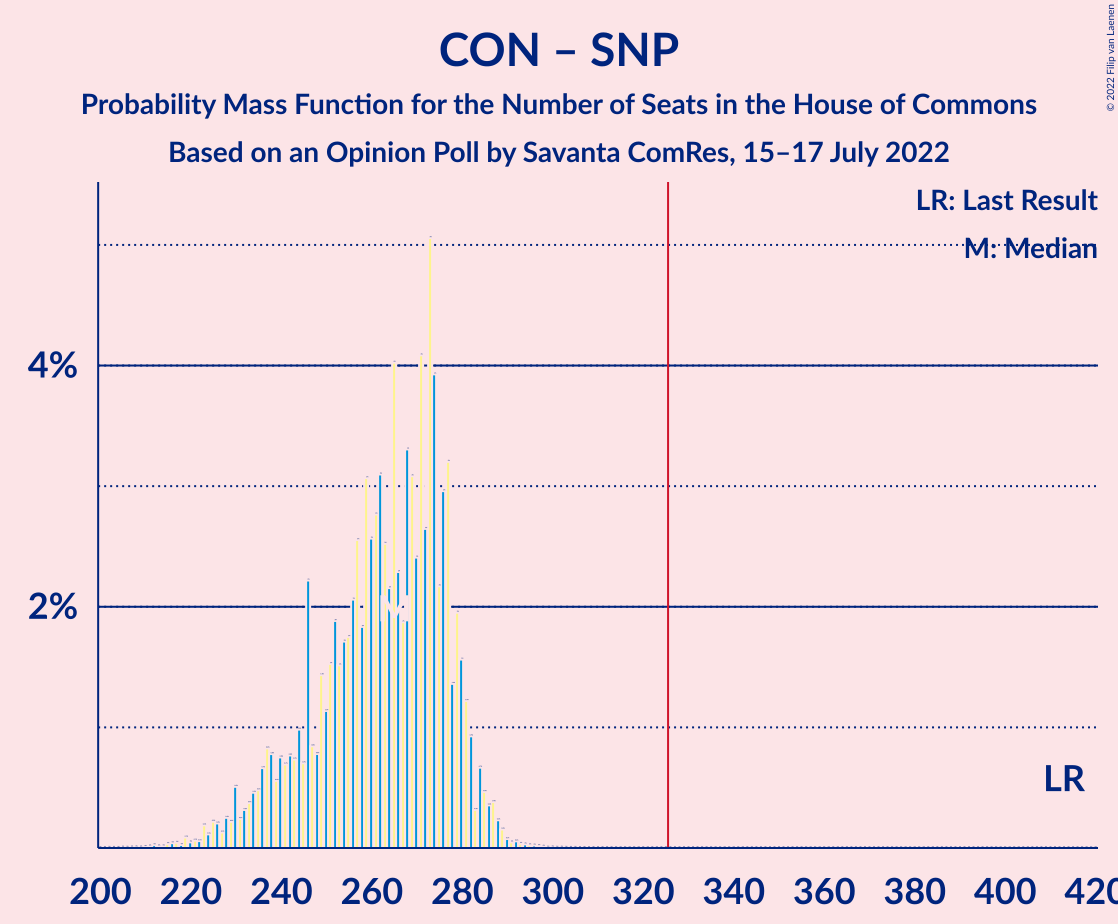 CON – SNP
Probability Mass Function for the Number of Seats in the House of Commons
Based on an Opinion Poll by Savanta ComRes, 15–17 July 2022
© 2022 Filip van Laenen
LR: Last Result
M: Median
4%
2%
M
LR
200 220 240 260 280 300 320 340 360 380 400 420